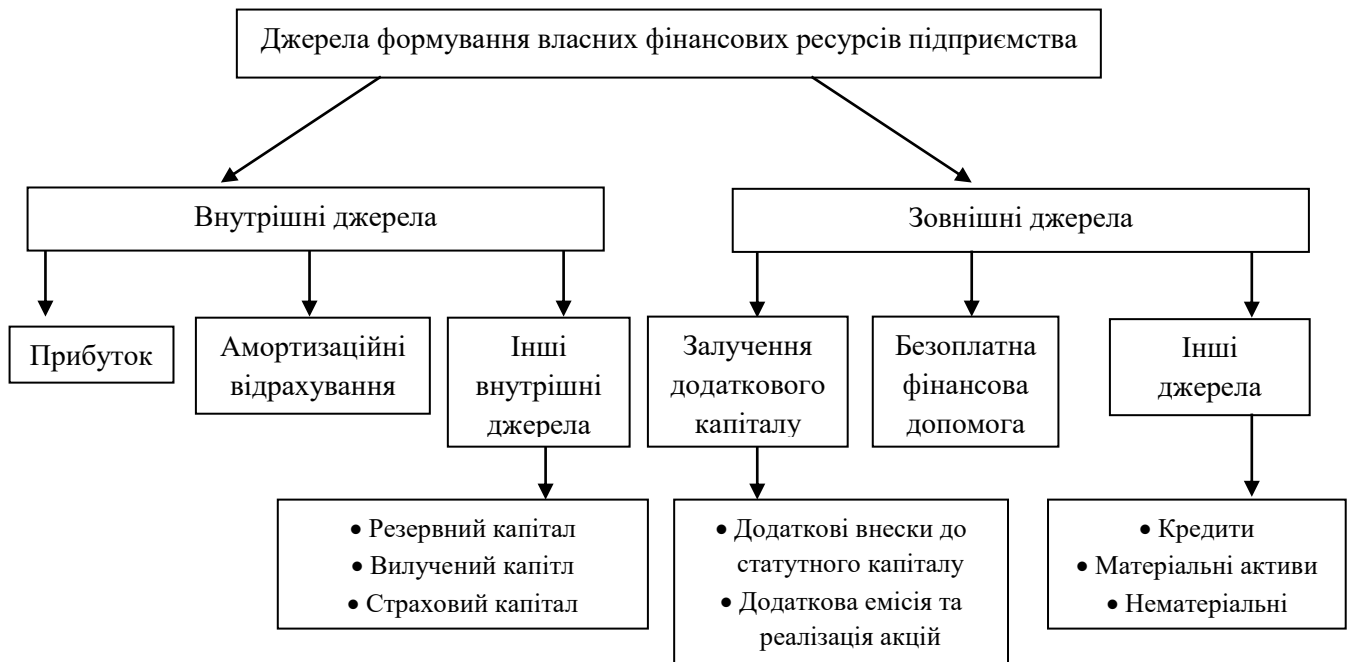 Джерела формування власних фінансових ресурсів підприємства
Внутрішні джерела
Зовнішні джерела
Прибуток
Амортизаційні
відрахування
Інші
внутрішні
джерела
Залучення
додаткового
капіталу
Безоплатна
фінансова
допомога
Інші
джерела
• Резервний капітал
• Вилучений капітл
• Страховий капітал
• Додаткові внески до
статутного капіталу
• Додаткова емісія та
реалізація акцій
• Кредити
• Матеріальні активи
• Нематеріальні